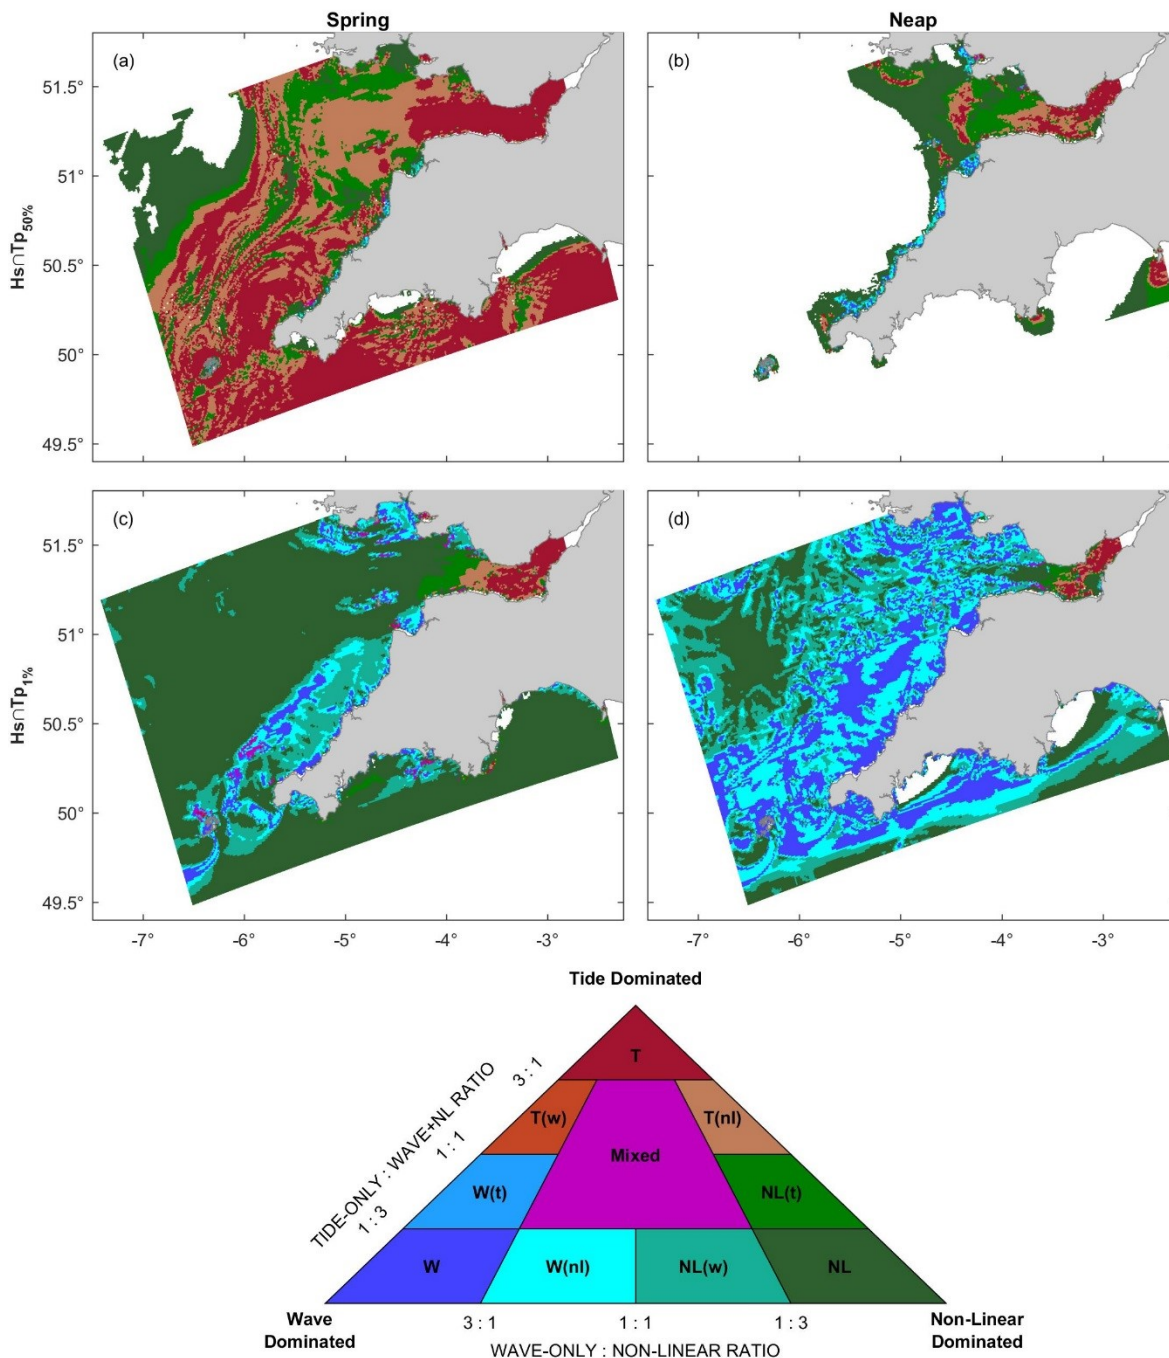 Spring
Neap
(a)
(b)
51.5°
51°
50.5°
50°
49.5°
Hs∩Tp50%
(c)
(d)
51.5°
51°
50.5°
50°
49.5°
Hs∩Tp1%
-7° -6° -5° -4° -3°
-7° -6° -5° -4° -3°
Tide Dominated
T
T(w) Mixed T(nl)
W(t) NL(t)
W W(nl) NL(w) NL
TIDE-ONLY : WAVE+NL RATIO
3 : 1
1 : 1
1 : 3
Wave
Dominated
3 : 1 1 : 1 1 : 3
Non-Linear
Dominated
WAVE-ONLY : NON-LINEAR RATIO